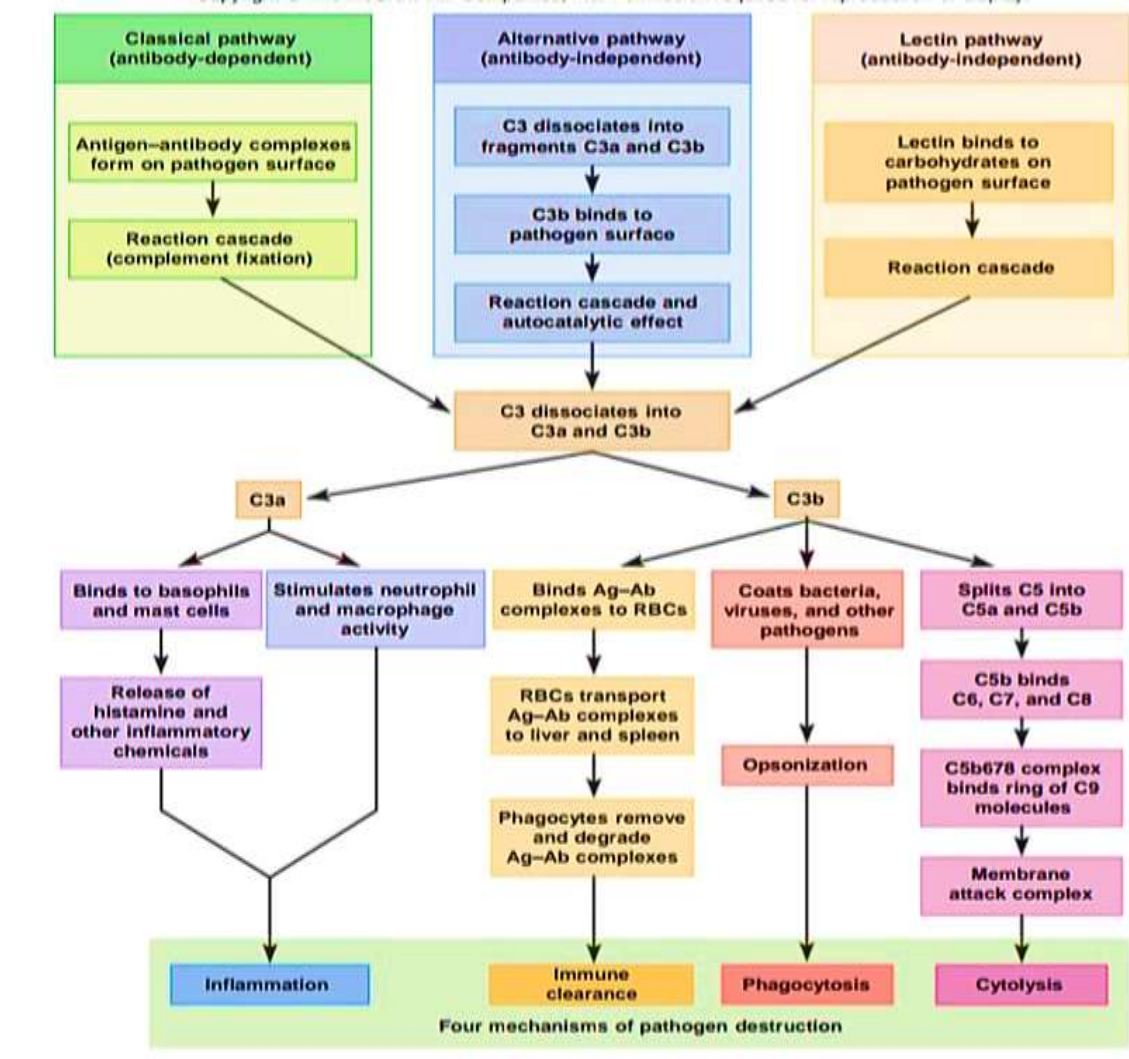 Classical pathway
(antibody-dependent)
Alternative pathway
(antibody-independent)
Lectin pathway
(antibody-independent)
Antigen–antibody complexes
form on pathogen surface
Reaction cascade
(complement fixation)
C3 dissociates into
fragments C3a and C3b
C3b binds to
pathogen surface
Reaction cascade and
autocatalytic effect
Lectin binds to
carbohydrates on
pathogen surface
Reaction cascade
C3 dissociates into
C3a and C3b
C3a
C3b
Binds to basophils
and mast cells
Release of
histamine and
other inflammatory
chemicals
Stimulates neutrophil
and macrophage
activity
Binds Ag–Ab
complexes to RBCs
RBCs transport
Ag–Ab complexes
to liver and spleen
Phagocytes remove
and degrade
Ag–Ab complexes
Coats bacteria,
viruses, and other
pathogens
Opsonization
Splits C5 into
C5a and C5b
C5b binds
C6, C7, and C8
C5b678 complex
binds ring of C9
molecules
Membrane
attack complex
Inflammation
Immune
clearance
Phagocytosis
Cytolysis
Four mechanisms of pathogen destruction